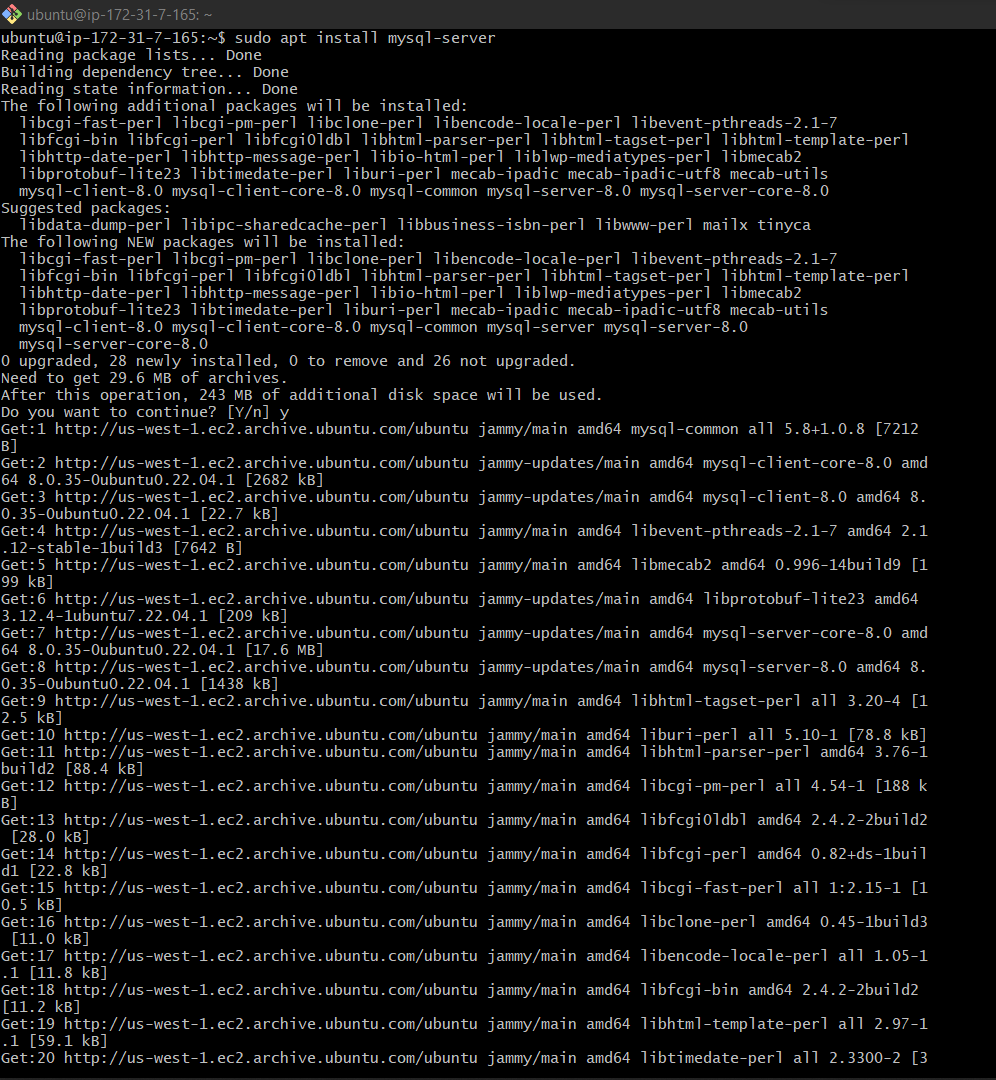 ubuntu@ip-172-31-7-165: ~
ubuntu@ip-172-31-7-165:~$ sudo apt install mysql-server
Reading package lists... Done
Building dependency tree... Done
Reading state information... Done
The following additional packages will be installed:
  libcgi-fast-perl libcgi-pm-perl libclone-perl libencode-locale-perl libevent-pthreads-2.1-7
  libfcgi-bin libfcgi-perl libfcgi0ldbl libhtml-parser-perl libhtml-tagset-perl libhtml-template-perl
  libhttp-date-perl libhttp-message-perl libio-html-perl liblwp-mediatypes-perl libmecab2
  libprotobuf-lite23 libtimedate-perl liburi-perl mecab-ipadic mecab-ipadic-utf8 mecab-utils
  mysql-client-8.0 mysql-client-core-8.0 mysql-common mysql-server-8.0 mysql-server-core-8.0
Suggested packages:
  libdata-dump-perl libipc-sharedcache-perl libbusiness-isbn-perl libwww-perl mailx tinyca
The following NEW packages will be installed:
  libcgi-fast-perl libcgi-pm-perl libclone-perl libencode-locale-perl libevent-pthreads-2.1-7
  libfcgi-bin libfcgi-perl libfcgi0ldbl libhtml-parser-perl libhtml-tagset-perl libhtml-template-perl
  libhttp-date-perl libhttp-message-perl libio-html-perl liblwp-mediatypes-perl libmecab2
  libprotobuf-lite23 libtimedate-perl liburi-perl mecab-ipadic mecab-ipadic-utf8 mecab-utils
  mysql-client-8.0 mysql-client-core-8.0 mysql-common mysql-server mysql-server-8.0
  mysql-server-core-8.0
0 upgraded, 28 newly installed, 0 to remove and 26 not upgraded.
Need to get 29.6 MB of archives.
After this operation, 243 MB of additional disk space will be used.
Do you want to continue? [Y/n] y
Get:1 http://us-west-1.ec2.archive.ubuntu.com/ubuntu jammy/main amd64 mysql-common all 5.8+1.0.8 [7212
B]
Get:2 http://us-west-1.ec2.archive.ubuntu.com/ubuntu jammy-updates/main amd64 mysql-client-core-8.0 amd
64 8.0.35-0ubuntu0.22.04.1 [2682 kB]
Get:3 http://us-west-1.ec2.archive.ubuntu.com/ubuntu jammy-updates/main amd64 mysql-client-8.0 amd64 8.
0.35-0ubuntu0.22.04.1 [22.7 kB]
Get:4 http://us-west-1.ec2.archive.ubuntu.com/ubuntu jammy/main amd64 libevent-pthreads-2.1-7 amd64 2.1
.12-stable-1build3 [7642 B]
Get:5 http://us-west-1.ec2.archive.ubuntu.com/ubuntu jammy/main amd64 libmecab2 amd64 0.996-14build9 [1
99 kB]
Get:6 http://us-west-1.ec2.archive.ubuntu.com/ubuntu jammy-updates/main amd64 libprotobuf-lite23 amd64
3.12.4-1ubuntu7.22.04.1 [209 kB]
Get:7 http://us-west-1.ec2.archive.ubuntu.com/ubuntu jammy-updates/main amd64 mysql-server-core-8.0 amd
64 8.0.35-0ubuntu0.22.04.1 [17.6 MB]
Get:8 http://us-west-1.ec2.archive.ubuntu.com/ubuntu jammy-updates/main amd64 mysql-server-8.0 amd64 8.
0.35-0ubuntu0.22.04.1 [1438 kB]
Get:9 http://us-west-1.ec2.archive.ubuntu.com/ubuntu jammy/main amd64 libhtml-tagset-perl all 3.20-4 [1
2.5 kB]
Get:10 http://us-west-1.ec2.archive.ubuntu.com/ubuntu jammy/main amd64 liburi-perl all 5.10-1 [78.8 kB]
Get:11 http://us-west-1.ec2.archive.ubuntu.com/ubuntu jammy/main amd64 libhtml-parser-perl amd64 3.76-1
build2 [88.4 kB]
Get:12 http://us-west-1.ec2.archive.ubuntu.com/ubuntu jammy/main amd64 libcgi-pm-perl all 4.54-1 [188 k
B]
Get:13 http://us-west-1.ec2.archive.ubuntu.com/ubuntu jammy/main amd64 libfcgi0ldbl amd64 2.4.2-2build2
 [28.0 kB]
Get:14 http://us-west-1.ec2.archive.ubuntu.com/ubuntu jammy/main amd64 libfcgi-perl amd64 0.82+ds-1buil
d1 [22.8 kB]
Get:15 http://us-west-1.ec2.archive.ubuntu.com/ubuntu jammy/main amd64 libcgi-fast-perl all 1:2.15-1 [1
0.5 kB]
Get:16 http://us-west-1.ec2.archive.ubuntu.com/ubuntu jammy/main amd64 libclone-perl amd64 0.45-1build3
 [11.0 kB]
Get:17 http://us-west-1.ec2.archive.ubuntu.com/ubuntu jammy/main amd64 libencode-locale-perl all 1.05-1
.1 [11.8 kB]
Get:18 http://us-west-1.ec2.archive.ubuntu.com/ubuntu jammy/main amd64 libfcgi-bin amd64 2.4.2-2build2
[11.2 kB]
Get:19 http://us-west-1.ec2.archive.ubuntu.com/ubuntu jammy/main amd64 libhtml-template-perl all 2.97-1
.1 [59.1 kB]
Get:20 http://us-west-1.ec2.archive.ubuntu.com/ubuntu jammy/main amd64 libtimedate-perl all 2.3300-2 [3